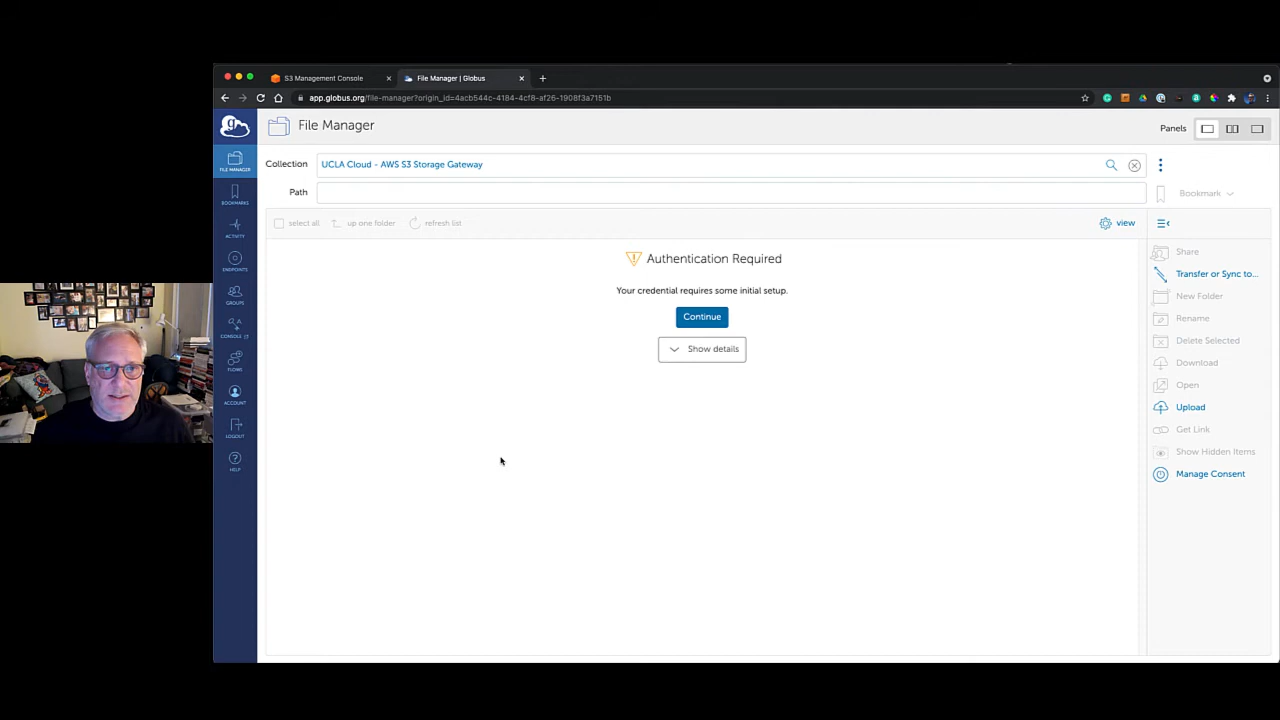 S3 Management Console
File Manager | Globus
app.globus.org/file-manager?origin_id=4acb544c-4184-4cf8-af26-1908f3a7151b
File Manager
Panels
FILE MANAGER
BOOKMARKS
ACTIVITY
ENDPOINTS
GROUPS
CONSOLE
FLOWS
ACCOUNT
LOGOUT
HELP
Collection
UCLA Cloud - AWS S3 Storage Gateway
Path
Bookmark
select all
up one folder
refresh list
view
Authentication Required
Your credential requires some initial setup.
Continue
Show details
Share
Transfer or Sync to...
New Folder
Rename
Delete Selected
Download
Open
Upload
Get Link
Show Hidden Items
Manage Consent